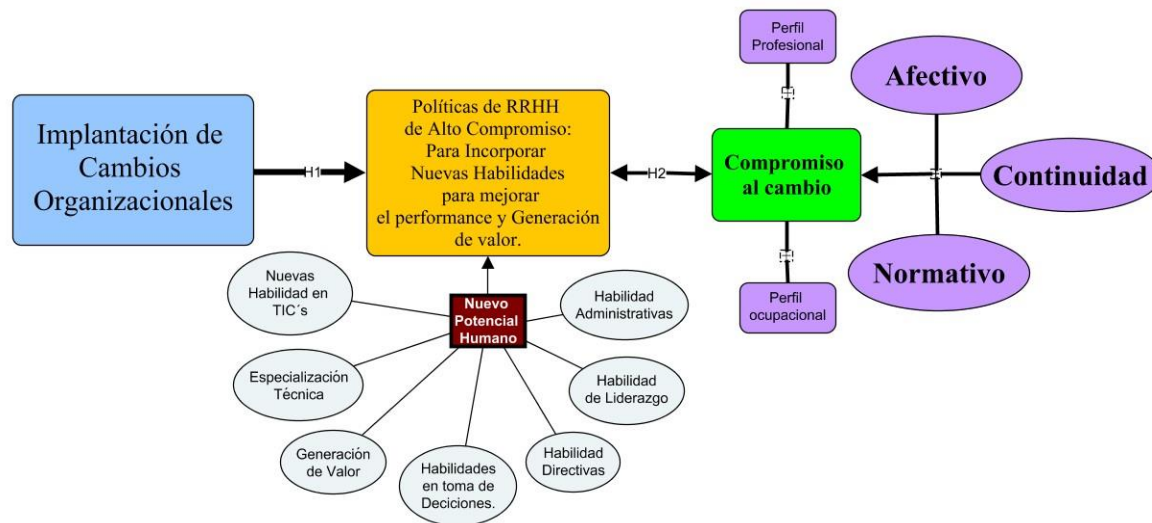 Implantación de
Cambios
Organizacionales
H1
Políticas de RRHH
de Alto Compromiso:
Para Incorporar
Nuevas Habilidades
para mejorar
el performance y Generación
de valor.
H2
Perfil
Profesional
Compromiso
al cambio
Perfil
ocupacional
Afectivo
Continuidad
Normativo
Nuevo
Potencial
Humano
Nuevas
Habilidad en
TIC´s
Especialización
Técnica
Generación
de Valor
Habilidades
en toma de
Deciciones.
Habilidad
Directivas
Habilidad
de Liderazgo
Habilidad
Administrativas